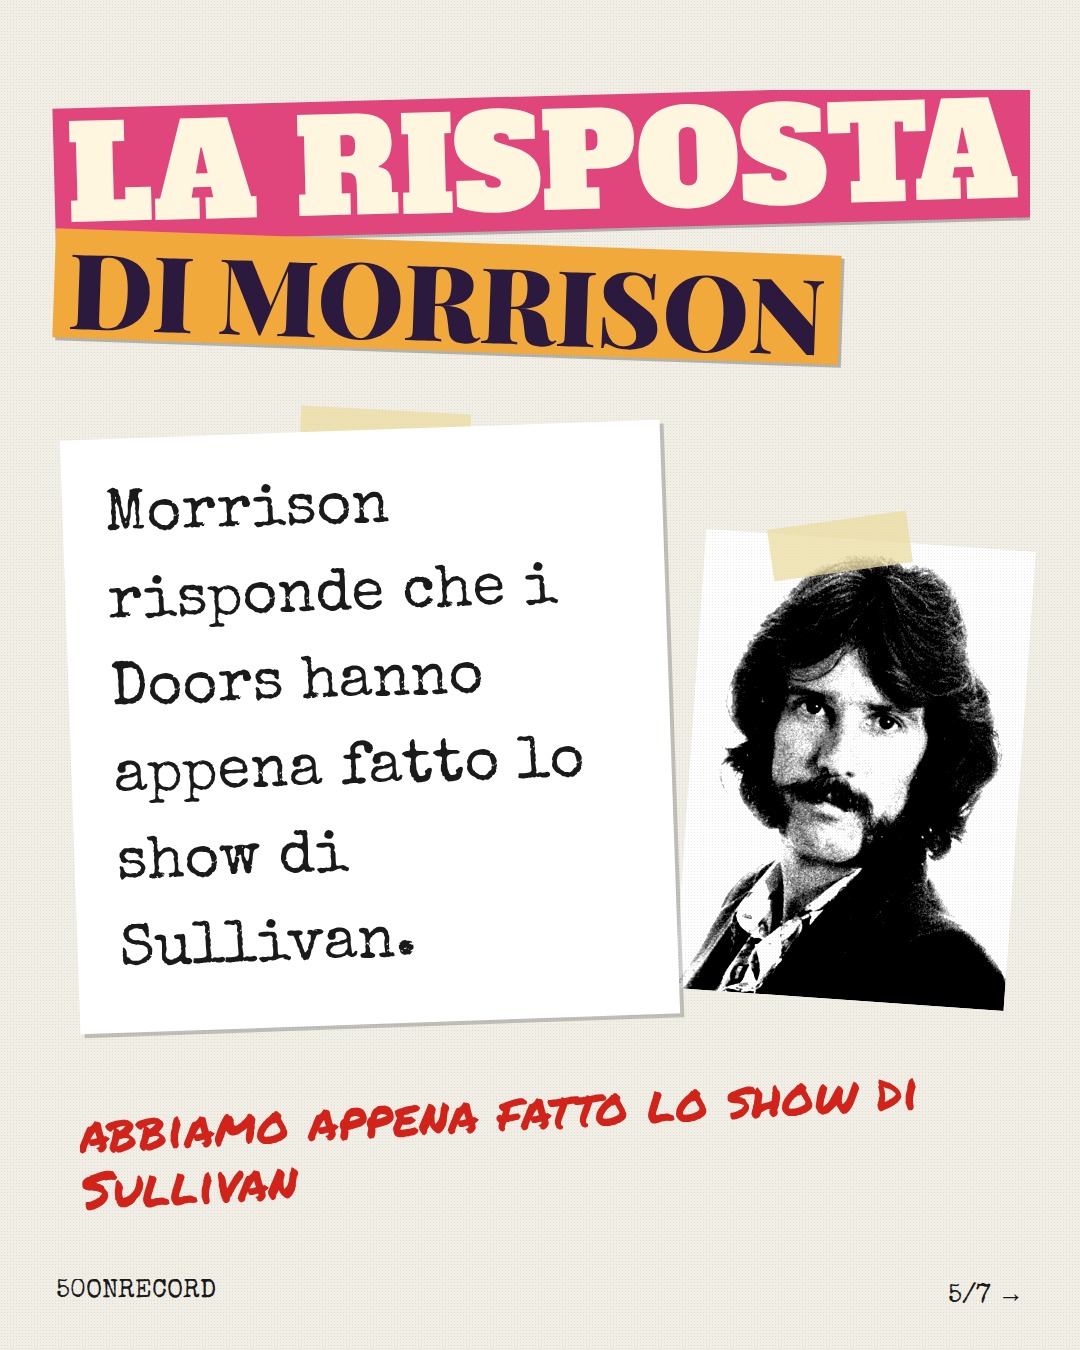 LA RISPOSTA
DI MORRISON
Morrison
risponde che i
Doors hanno
appena fatto lo
show di
Sullivan.
ABBIAMO APPENA FATTO LO SHOW DI
SULLIVAN
50ONRECORD
5/7 →